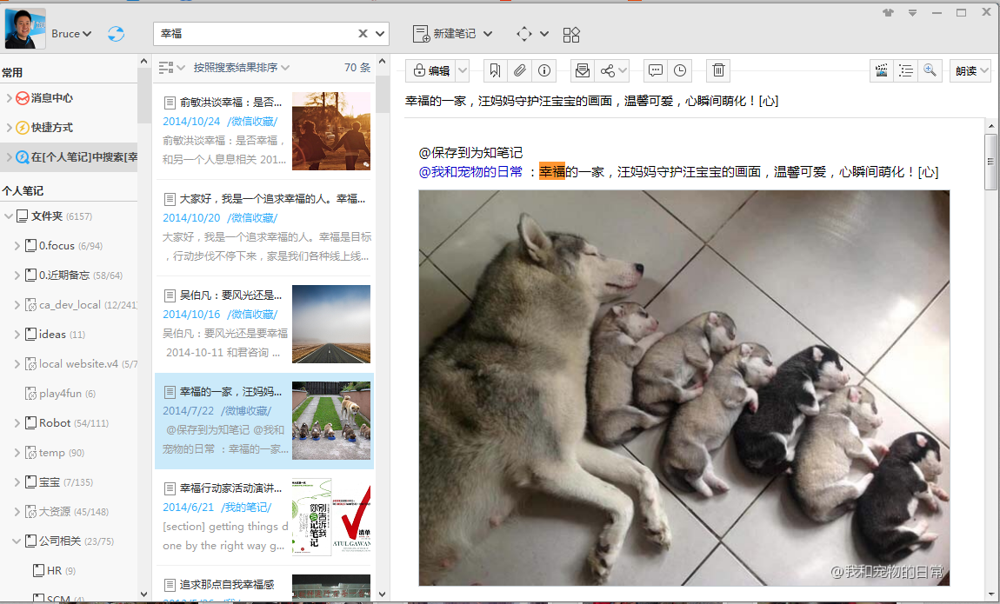 Bruce
幸福
新建笔记
常用
消息中心
快捷方式
在[个人笔记]中搜索[幸
个人笔记
文件夹 (6157)
0.focus (6/94)
0.近期备忘 (58/64)
ca_dev_local (12/241)
ideas (11)
local website.v4 (5/7
play4fun (6)
Robot (54/111)
temp (90)
宝宝 (7/135)
大资源 (45/148)
公司相关 (23/75)
HR (9)
SCM (4)
按照搜索结果排序
70 条
俞敏洪谈幸福：是否...
2014/10/24 /微信收藏/
俞敏洪谈幸福：是否幸福，
和另一个人息息相关 201...
大家好，我是一个追求幸福的人。幸福...
2014/10/20 /微信收藏/
大家好，我是一个追求幸福的人。幸福是目标
，行动步伐不停下来，家是我们各种线上线...
吴伯凡：要风光还是...
2014/10/16 /微信收藏/
吴伯凡：要风光还是要幸福
2014-10-11 和君咨询 ...
幸福的一家，汪妈妈...
2014/7/22 /微博收藏/
@保存到为知笔记 @我和
宠物的日常 ：幸福的一家...
幸福行动家活动演讲...
2014/6/21 /我的笔记/
[section] getting things d
one by the right way g...
别告诉我
你会记笔记
清单
ATUL GAWAN
追求那点自我幸福感
编辑
朗读
幸福的一家，汪妈妈守护汪宝宝的画面，温馨可爱，心瞬间萌化！[心]
@保存到为知笔记
@我和宠物的日常 ：幸福的一家，汪妈妈守护汪宝宝的画面，温馨可爱，心瞬间萌化！[心]
@我和宠物的日常